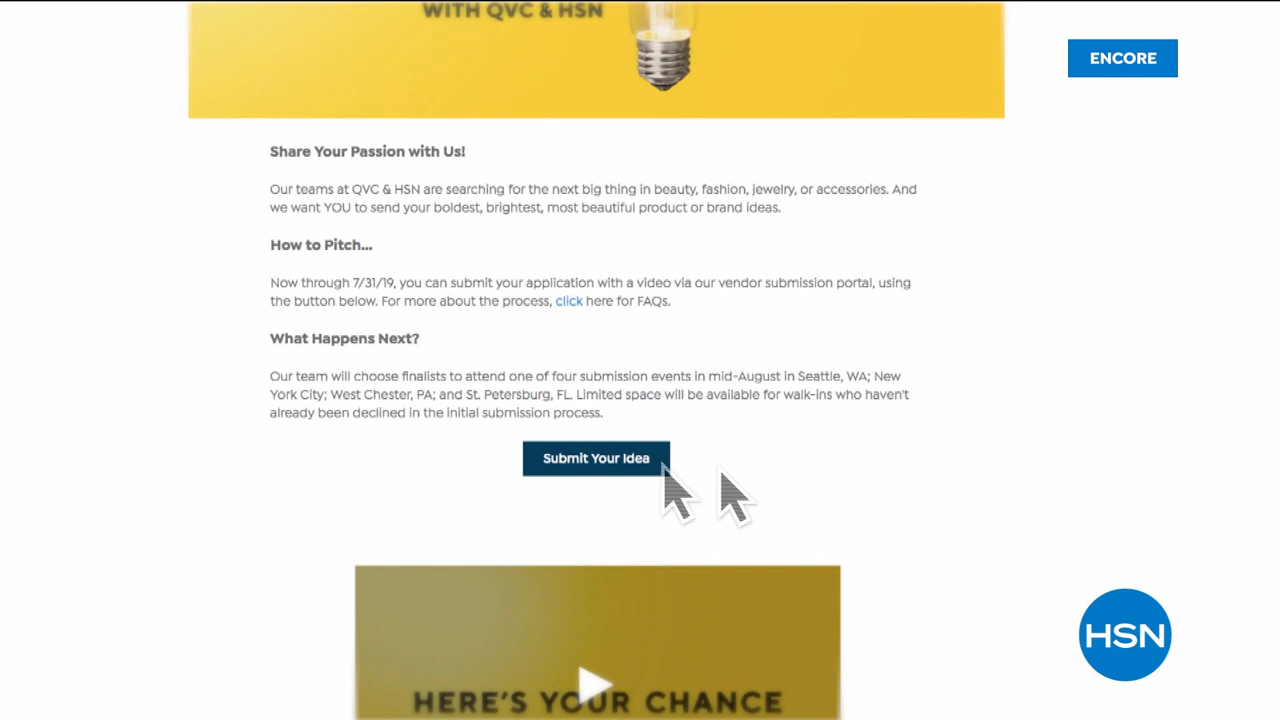 WITH QVC & HSN
ENCORE
Share Your Passion with Us!
Our teams at QVC & HSN are searching for the next big thing in beauty, fashion, jewelry, or accessories. And
we want YOU to send your boldest, brightest, most beautiful product or brand ideas.
How to Pitch...
Now through 7/31/19, you can submit your application with a video via our vendor submission portal, using
the button below. For more about the process, click here for FAQs.
What Happens Next?
Our team will choose finalists to attend one of four submission events in mid-August in Seattle, WA; New
York City; West Chester, PA; and St. Petersburg, FL. Limited space will be available for walk-ins who haven't
already been declined in the initial submission process.
Submit Your Idea
HSN
HERE'S YOUR CHANCE